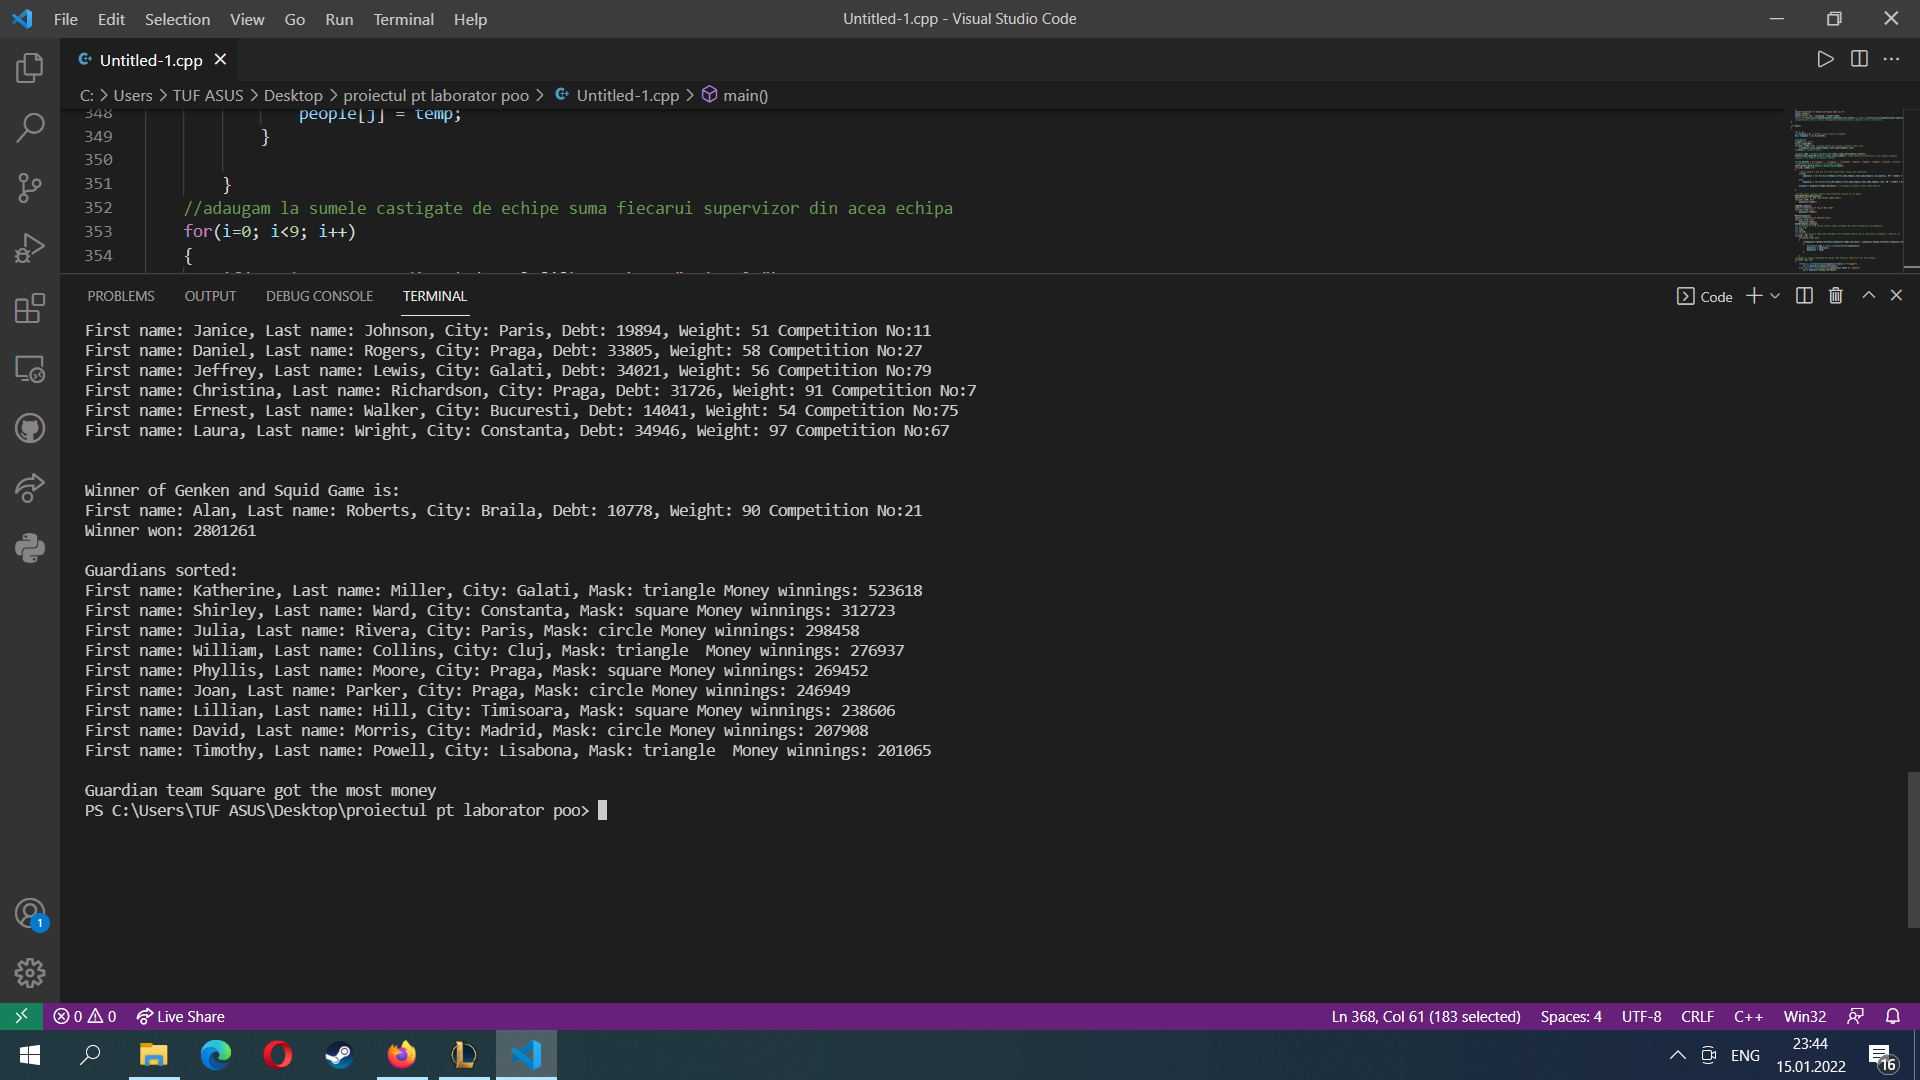 File Edit Selection View Go Run Terminal Help
Untitled-1.cpp - Visual Studio Code
Untitled-1.cpp
C: > Users > TUF ASUS > Desktop > proiectul pt laborator poo > Untitled-1.cpp > main()
348 people[j] = temp;
349 }
350
351 }
352 //adaugam la sumele castigate de echipe suma fiecarui supervizor din acea echipa
353 for(i=0; i<9; i++)
354 {
PROBLEMS OUTPUT DEBUG CONSOLE TERMINAL
Code
First name: Janice, Last name: Johnson, City: Paris, Debt: 19894, Weight: 51 Competition No:11
First name: Daniel, Last name: Rogers, City: Praga, Debt: 33805, Weight: 58 Competition No:27
First name: Jeffrey, Last name: Lewis, City: Galati, Debt: 34021, Weight: 56 Competition No:79
First name: Christina, Last name: Richardson, City: Praga, Debt: 31726, Weight: 91 Competition No:7
First name: Ernest, Last name: Walker, City: Bucuresti, Debt: 14041, Weight: 54 Competition No:75
First name: Laura, Last name: Wright, City: Constanta, Debt: 34946, Weight: 97 Competition No:67
Winner of Genken and Squid Game is:
First name: Alan, Last name: Roberts, City: Braila, Debt: 10778, Weight: 90 Competition No:21
Winner won: 2801261
Guardians sorted:
First name: Katherine, Last name: Miller, City: Galati, Mask: triangle Money winnings: 523618
First name: Shirley, Last name: Ward, City: Constanta, Mask: square Money winnings: 312723
First name: Julia, Last name: Rivera, City: Paris, Mask: circle Money winnings: 298458
First name: William, Last name: Collins, City: Cluj, Mask: triangle  Money winnings: 276937
First name: Phyllis, Last name: Moore, City: Praga, Mask: square Money winnings: 269452
First name: Joan, Last name: Parker, City: Praga, Mask: circle Money winnings: 246949
First name: Lillian, Last name: Hill, City: Timisoara, Mask: square Money winnings: 238606
First name: David, Last name: Morris, City: Madrid, Mask: circle Money winnings: 207908
First name: Timothy, Last name: Powell, City: Lisabona, Mask: triangle  Money winnings: 201065
Guardian team Square got the most money
PS C:\Users\TUF ASUS\Desktop\proiectul pt laborator poo>
1
0 0 Live Share
Ln 368, Col 61 (183 selected) Spaces: 4 UTF-8 CRLF C++ Win32
ENG
23:44
15.01.2022
16